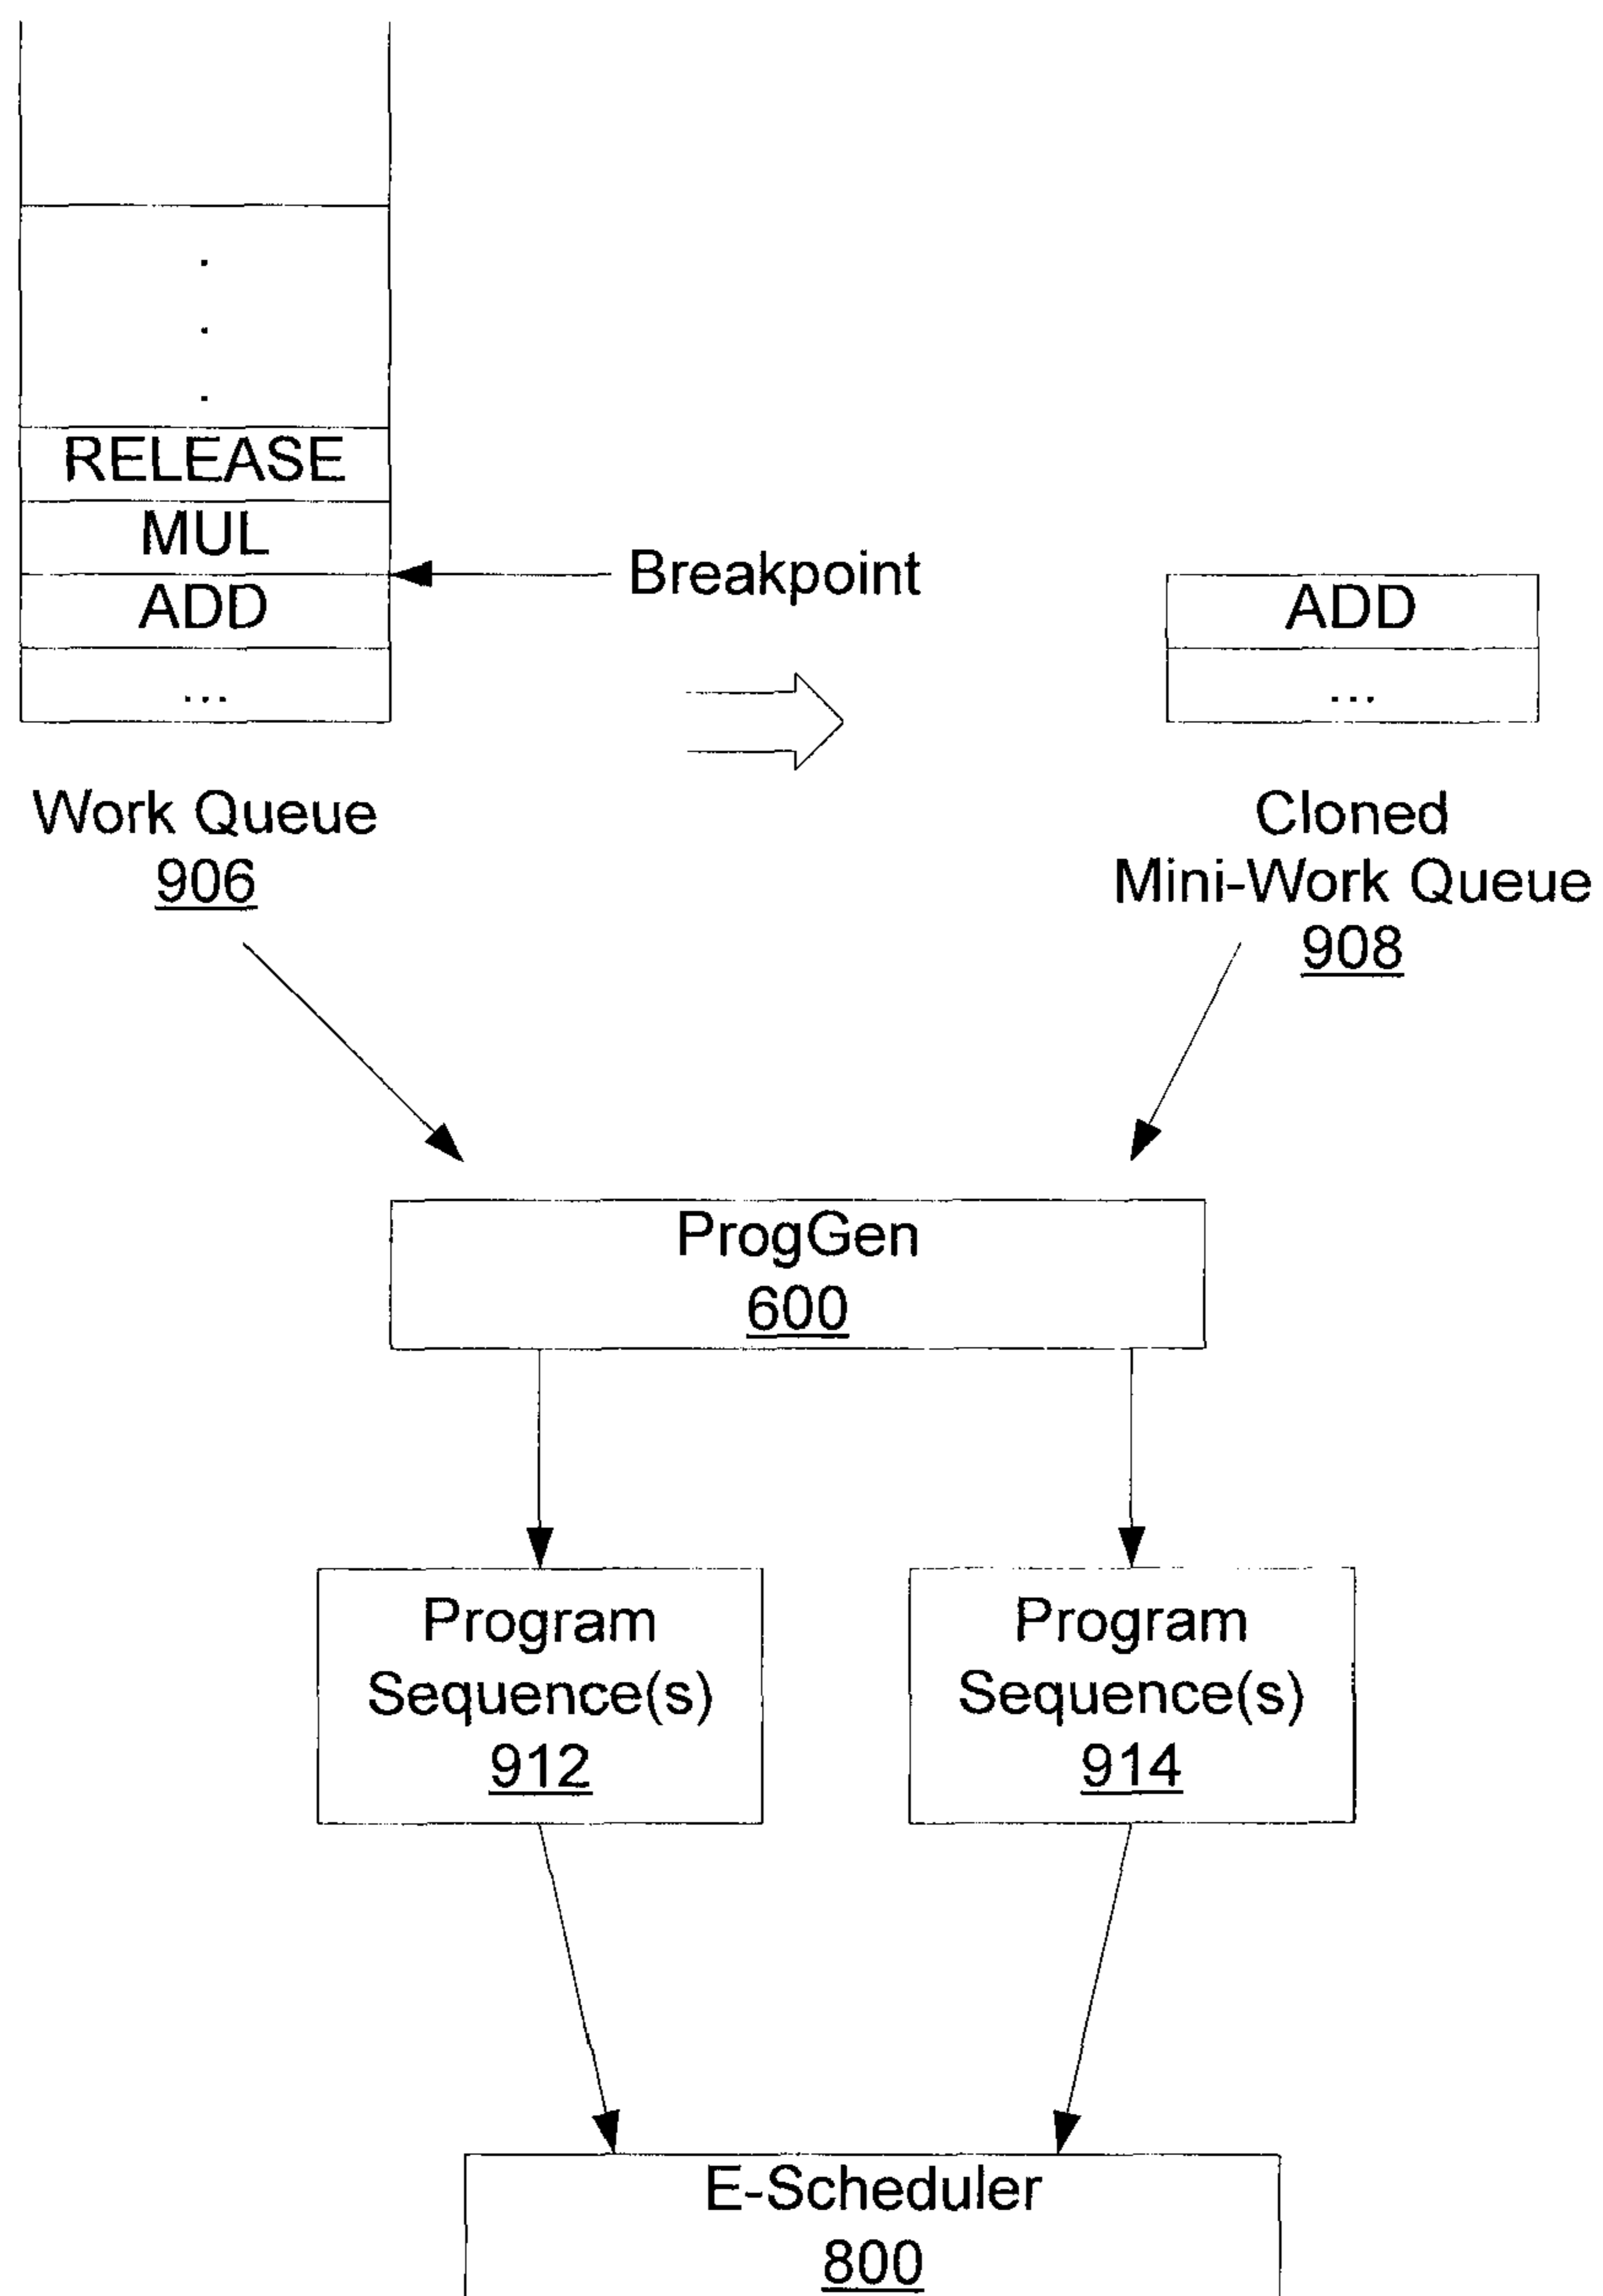 .
.
.
RELEASE
MUL
ADD
...
Breakpoint
ADD
...
Work Queue
906
Cloned
Mini-Work Queue
908
ProgGen
600
Program
Sequence(s)
912
Program
Sequence(s)
914
E-Scheduler
800